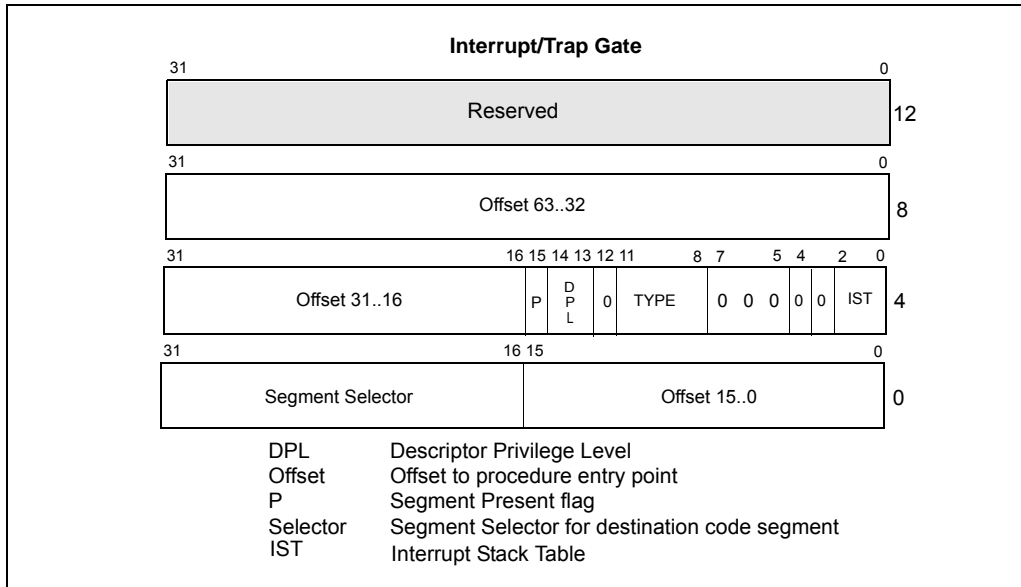 Interrupt/Trap Gate
31 0
Reserved 12
31 0
Offset 63..32 8
31 16 15 14 13 12 11 8 7 5 4 2 0
Offset 31..16 P DPL 0 TYPE 0 0 0 0 0 IST 4
31 16 15 0
Segment Selector Offset 15..0 0
DPL Descriptor Privilege Level
Offset Offset to procedure entry point
P Segment Present flag
Selector Segment Selector for destination code segment
IST Interrupt Stack Table